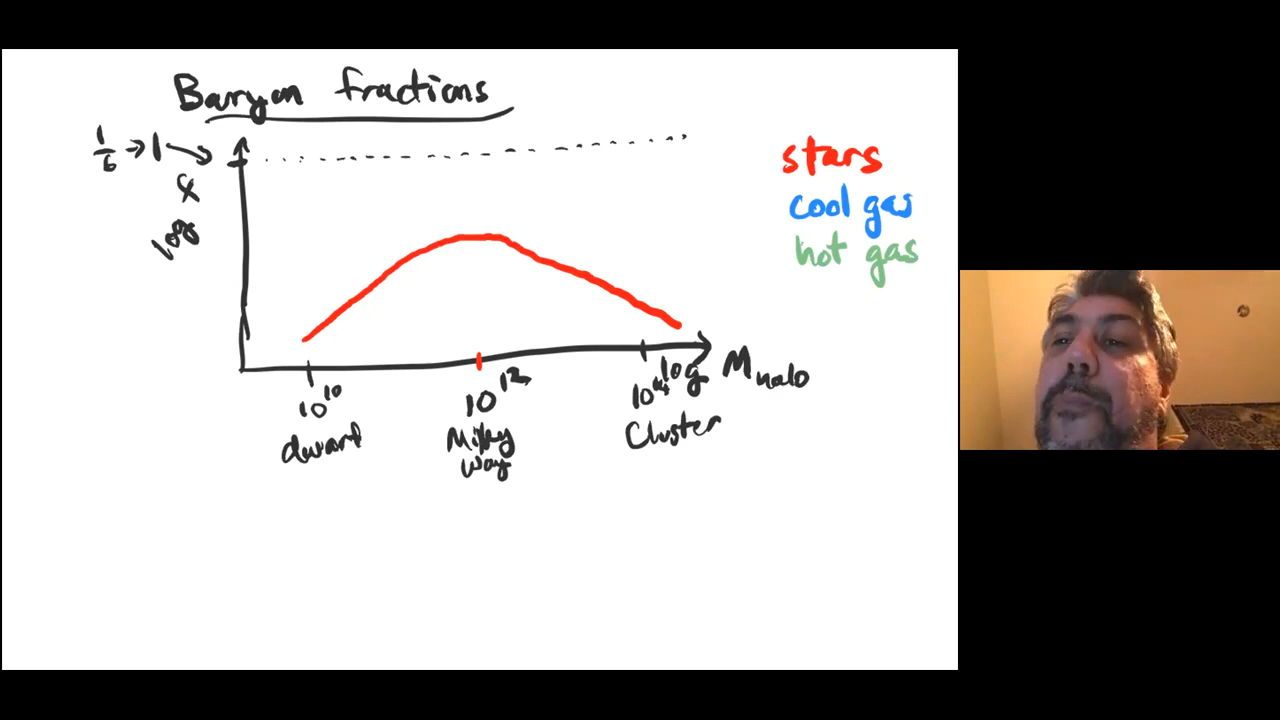 Baryon fractions
1/6 → 1
log
stars
cool gas
hot gas
10^10
10^12
10^14
log M_halo
dwarf
Milky Way
Cluster